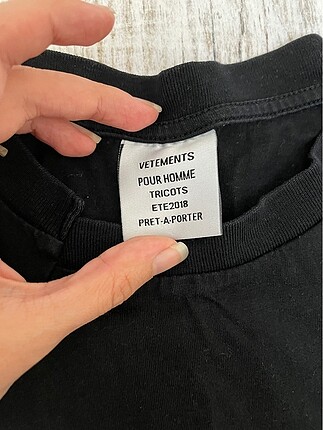 VETEMENTS
POUR HOMME
TRICOTS
ETE2018
PRET-A-PORTER